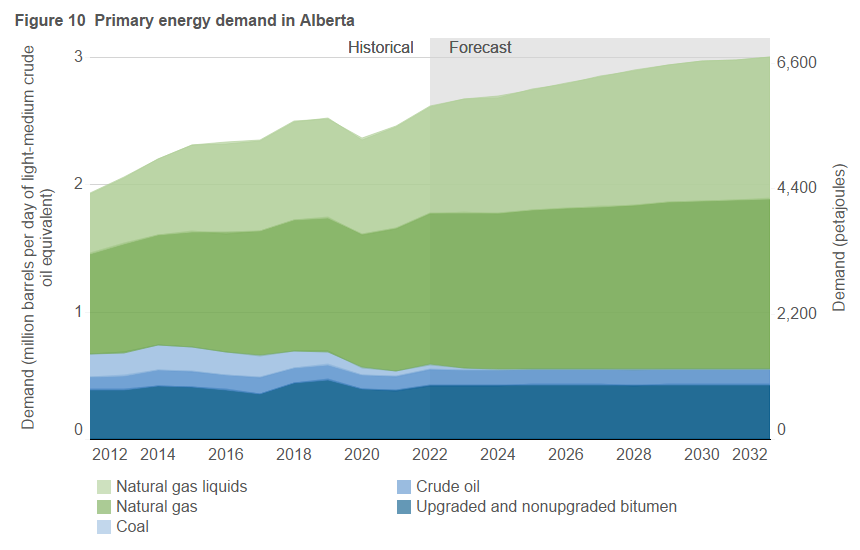 Figure 10  Primary energy demand in Alberta
Historical
Forecast
Demand (million barrels per day of light-medium crude
oil equivalent)
3
2
1
0
6,600
4,400
2,200
0
Demand (petajoules)
2012 2014 2016 2018 2020 2022 2024 2026 2028 2030 2032
Natural gas liquids
Natural gas
Coal
Crude oil
Upgraded and nonupgraded bitumen